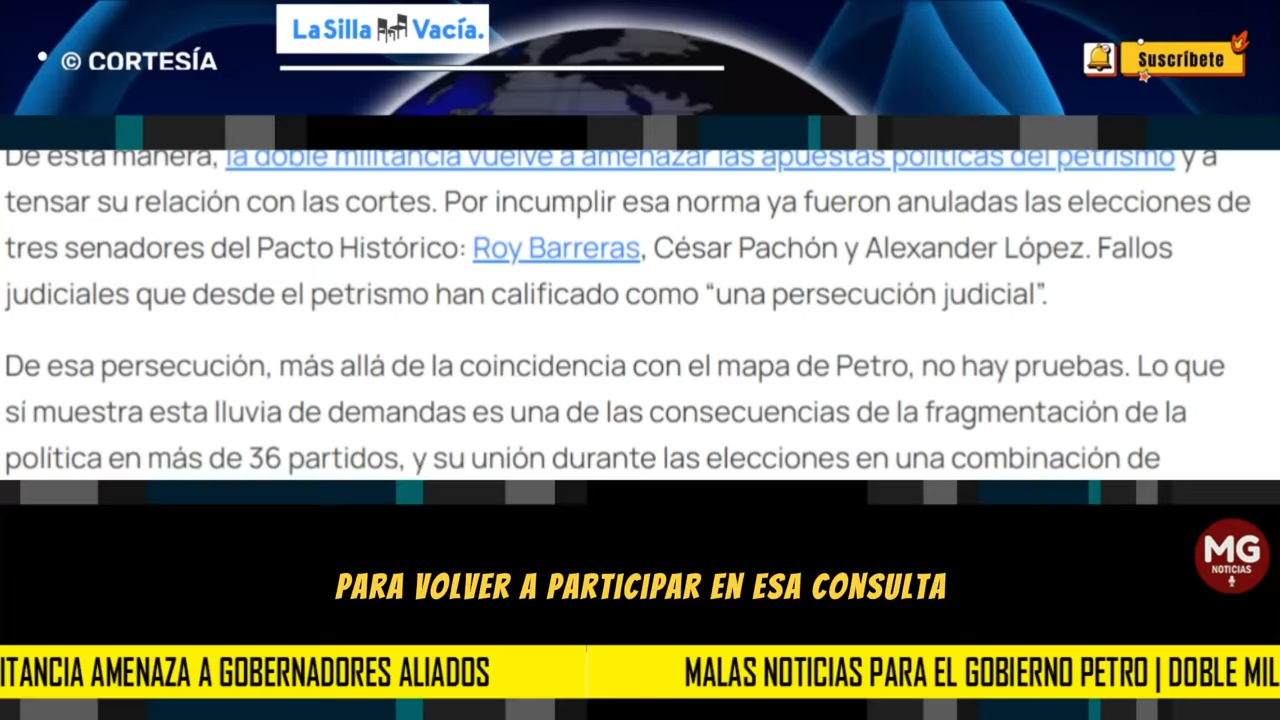 La Silla Vacía.
© CORTESÍA
Suscríbete
De esta manera, la doble militancia vuelve a amenazar las apuestas políticas del petrismo y a
tensar su relación con las cortes. Por incumplir esa norma ya fueron anuladas las elecciones de
tres senadores del Pacto Histórico: Roy Barreras, César Pachón y Alexander López. Fallos
judiciales que desde el petrismo han calificado como “una persecución judicial”.
De esa persecución, más allá de la coincidencia con el mapa de Petro, no hay pruebas. Lo que
sí muestra esta lluvia de demandas es una de las consecuencias de la fragmentación de la
política en más de 36 partidos, y su unión durante las elecciones en una combinación de
MG
NOTICIAS
PARA VOLVER A PARTICIPAR EN ESA CONSULTA
ITANCIA AMENAZA A GOBERNADORES ALIADOS
MALAS NOTICIAS PARA EL GOBIERNO PETRO | DOBLE MIL